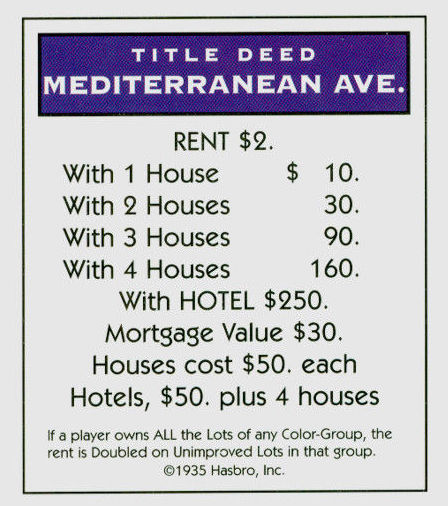 TITLE DEED
MEDITERRANEAN AVE.
RENT $2.
With 1 House $ 10.
With 2 Houses 30.
With 3 Houses 90.
With 4 Houses 160.
With HOTEL $250.
Mortgage Value $30.
Houses cost $50. each
Hotels, $50. plus 4 houses
If a player owns ALL the Lots of any Color-Group, the
rent is Doubled on Unimproved Lots in that group.
©1935 Hasbro, Inc.